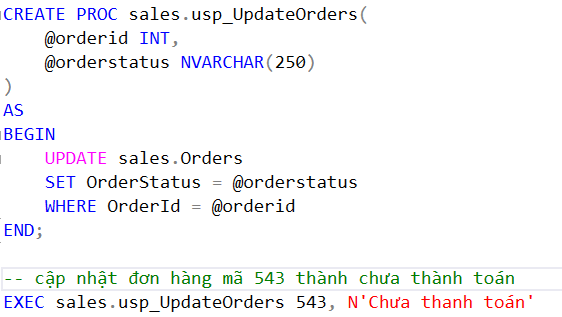 CREATE PROC sales.usp_UpdateOrders(
    @orderid INT,
    @orderstatus NVARCHAR(250)
)
AS
BEGIN
    UPDATE sales.Orders
    SET OrderStatus = @orderstatus
    WHERE OrderId = @orderid
END;
-- cập nhật đơn hàng mã 543 thành chưa thành toán
EXEC sales.usp_UpdateOrders 543, N'Chưa thanh toán'